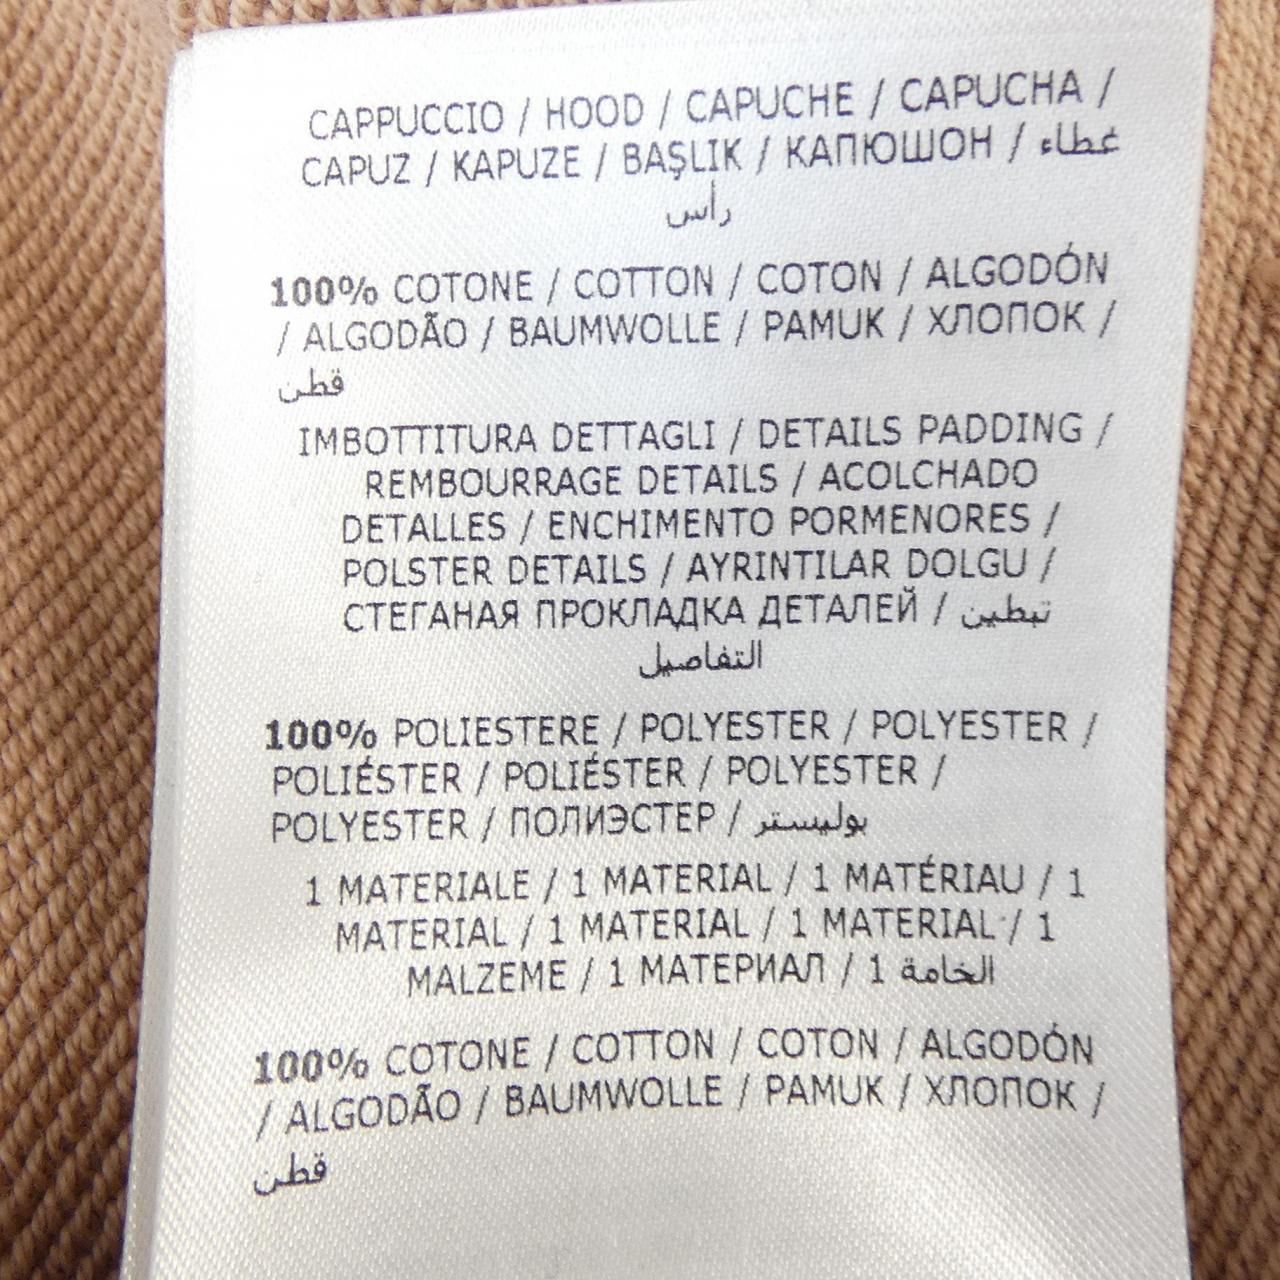 CAPPUCCIO / HOOD / CAPUCHE / CAPUCHA /
CAPUZ / KAPUZE / BAŞLIK / КАПЮШОН / غطاء
رأس
100% COTONE / COTTON / COTON / ALGODÓN
/ ALGODÃO / BAUMWOLLE / PAMUK / ХЛОПОК /
قطن
IMBOTTITURA DETTAGLI / DETAILS PADDING /
REMBOURRAGE DETAILS / ACOLCHADO
DETALLES / ENCHIMENTO PORMENORES /
POLSTER DETAILS / AYRINTILAR DOLGU /
СТЕГАНАЯ ПРОКЛАДКА ДЕТАЛЕЙ / تبطين
التفاصيل
100% POLIESTERE / POLYESTER / POLYESTER /
POLIÉSTER / POLIÉSTER / POLYESTER /
POLYESTER / ПОЛИЭСТЕР / بوليستر
1 MATERIALE / 1 MATERIAL / 1 MATÉRIAU / 1
MATERIAL / 1 MATERIAL / 1 MATERIAL / 1
MALZEME / 1 МАТЕРИАЛ / 1 الخامة
100% COTONE / COTTON / COTON / ALGODÓN
/ ALGODÃO / BAUMWOLLE / PAMUK / ХЛОПОК /
قطن